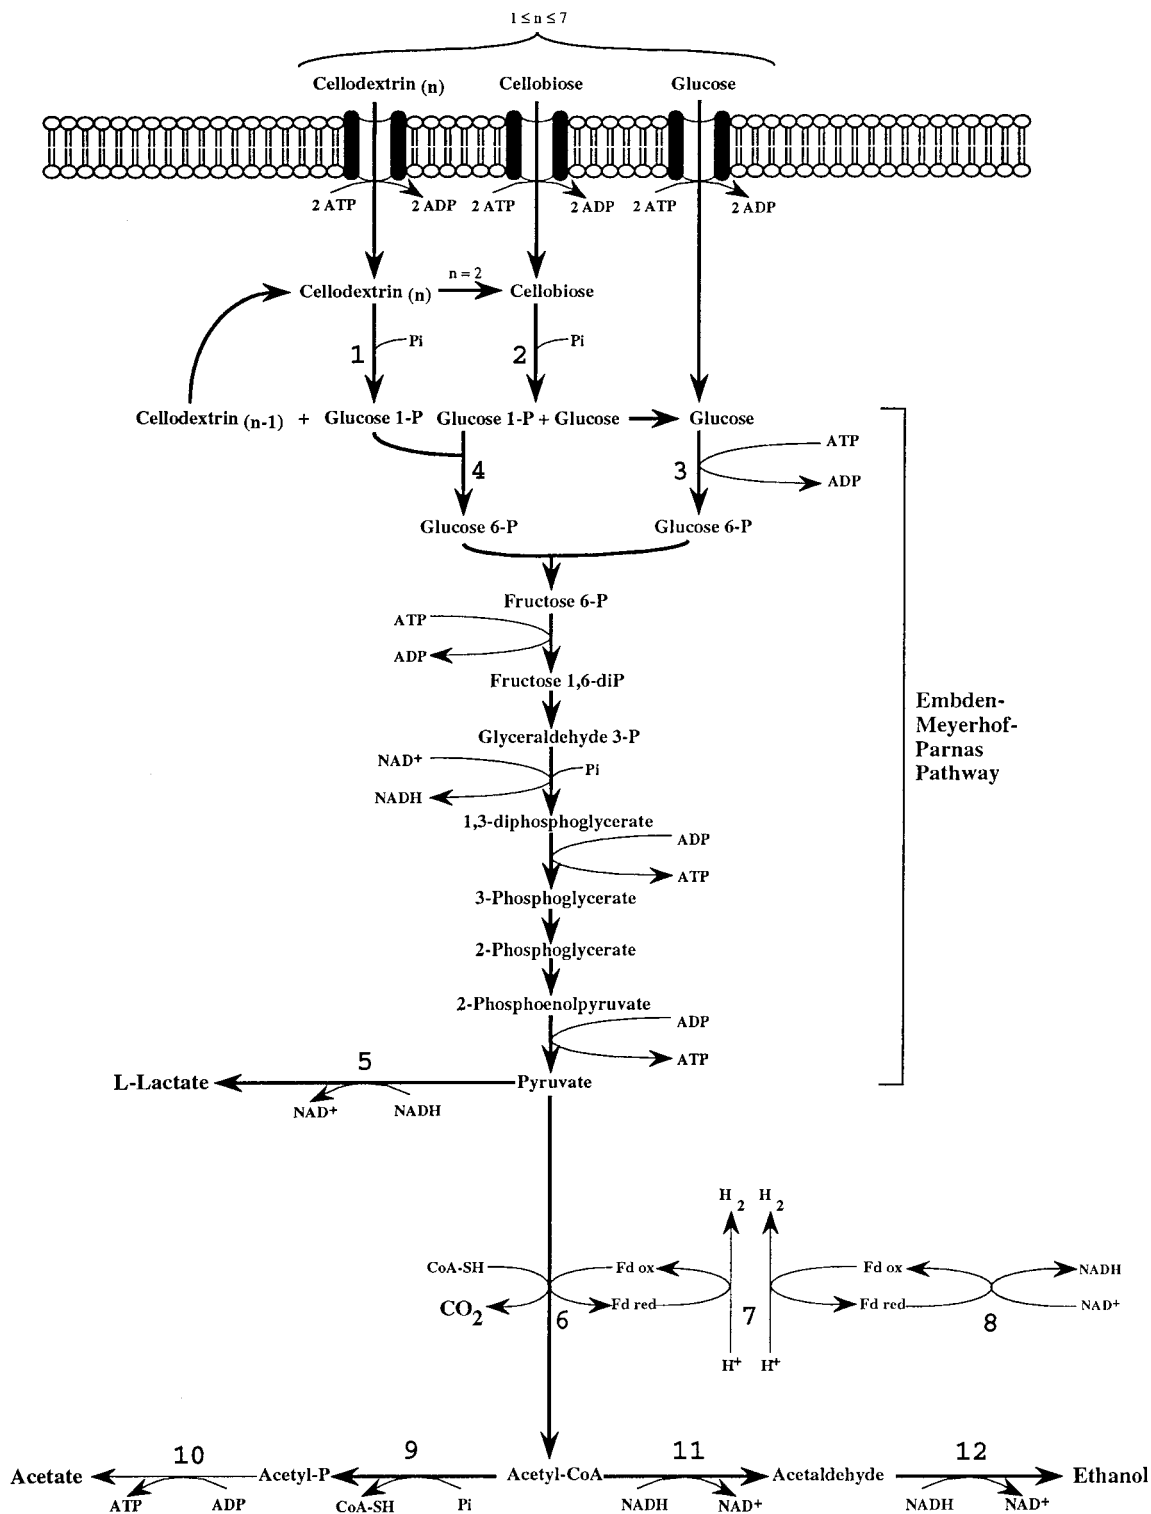 1 ≤ n ≤ 7
Cellodextrin (n) Cellobiose Glucose
2 ATP 2 ADP 2 ATP 2 ADP 2 ATP 2 ADP
n = 2
Cellodextrin (n) Cellobiose
1 Pi 2 Pi
Cellodextrin (n-1) + Glucose 1-P Glucose 1-P + Glucose Glucose
ATP
4 3
ADP
Glucose 6-P Glucose 6-P
Fructose 6-P
ATP
ADP
Fructose 1,6-diP
Embden-
Meyerhof-
Parnas
Pathway
Glyceraldehyde 3-P
NAD+ Pi
NADH
1,3-diphosphoglycerate
ADP
ATP
3-Phosphoglycerate
2-Phosphoglycerate
2-Phosphoenolpyruvate
ADP
ATP
5
L-Lactate Pyruvate
NAD+ NADH
H2 H2
CoA-SH Fd ox Fd ox NADH
CO2 Fd red Fd red NAD+
6 7 8
H+ H+
10 9 11 12
Acetate Acetyl-P Acetyl-CoA Acetaldehyde Ethanol
ATP ADP CoA-SH Pi NADH NAD+ NADH NAD+